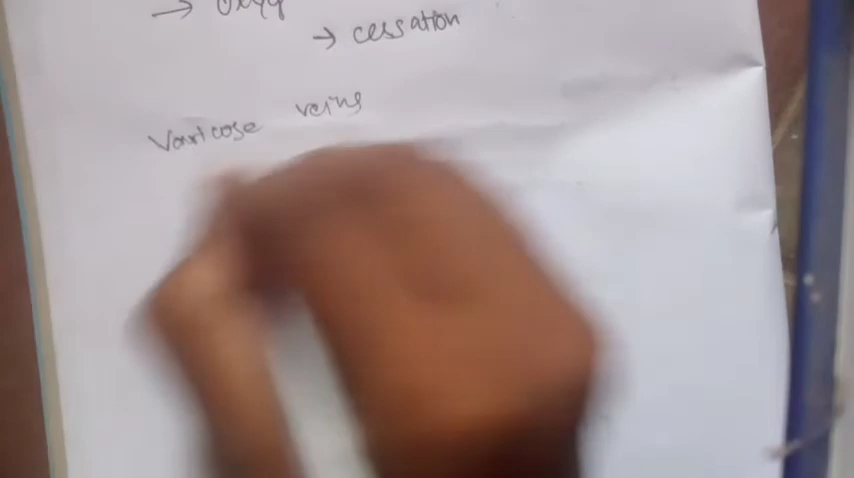 → cessation
Varicose veins